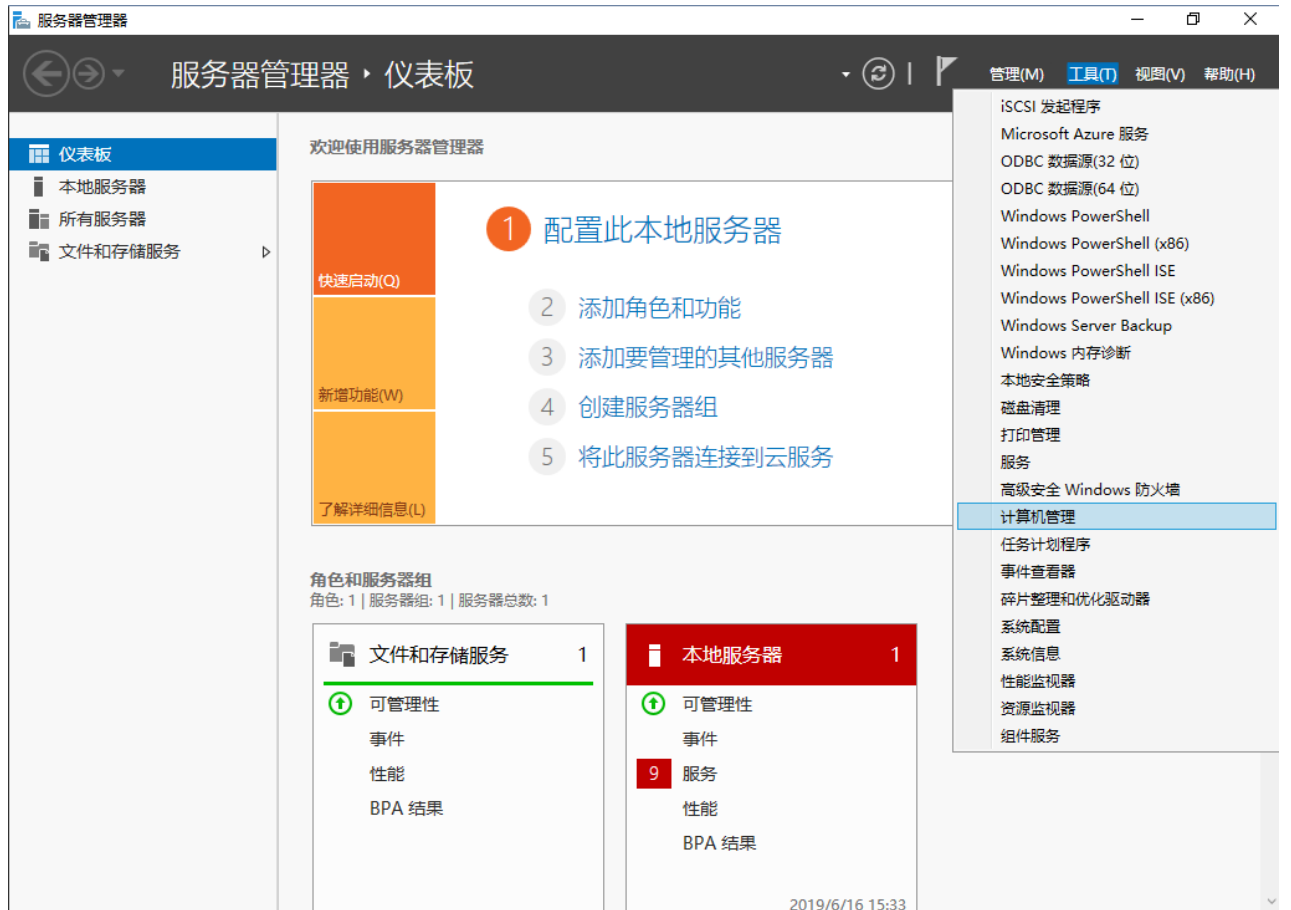 服务器管理器
服务器管理器 · 仪表板
管理(M) 工具(T) 视图(V) 帮助(H)
仪表板
本地服务器
所有服务器
文件和存储服务
欢迎使用服务器管理器
快速启动(Q)
新增功能(W)
了解详细信息(L)
1 配置此本地服务器
2 添加角色和功能
3 添加要管理的其他服务器
4 创建服务器组
5 将此服务器连接到云服务
角色和服务器组
角色: 1 | 服务器组: 1 | 服务器总数: 1
文件和存储服务 1
可管理性
事件
性能
BPA 结果
本地服务器 1
可管理性
事件
9 服务
性能
BPA 结果
2019/6/16 15:33
iSCSI 发起程序
Microsoft Azure 服务
ODBC 数据源(32 位)
ODBC 数据源(64 位)
Windows PowerShell
Windows PowerShell (x86)
Windows PowerShell ISE
Windows PowerShell ISE (x86)
Windows Server Backup
Windows 内存诊断
本地安全策略
磁盘清理
打印管理
服务
高级安全 Windows 防火墙
计算机管理
任务计划程序
事件查看器
碎片整理和优化驱动器
系统配置
系统信息
性能监视器
资源监视器
组件服务